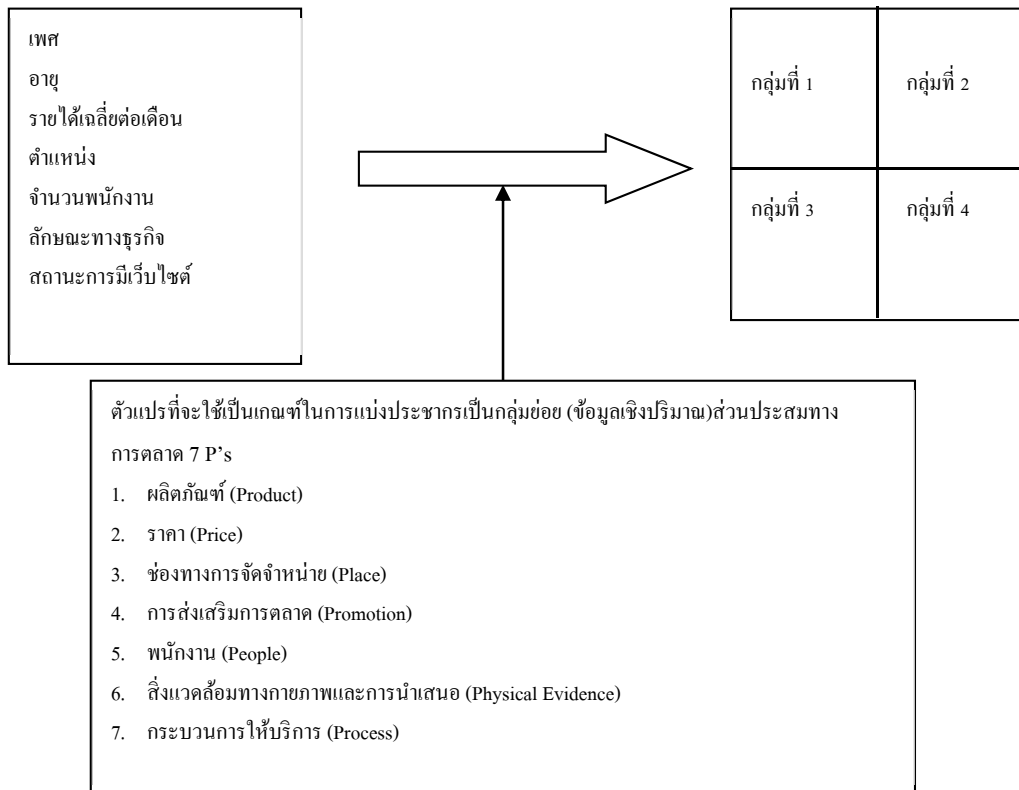 เพศ
อายุ
รายได้เฉลี่ยต่อเดือน
ตำแหน่ง
จำนวนพนักงาน
ลักษณะทางธุรกิจ
สถานะการมีเว็บไซต์
กลุ่มที่ 1
กลุ่มที่ 2
กลุ่มที่ 3
กลุ่มที่ 4
ตัวแปรที่จะใช้เป็นเกณฑ์ในการแบ่งประชากรเป็นกลุ่มย่อย (ข้อมูลเชิงปริมาณ)ส่วนประสมทาง
การตลาด 7 P’s
1. ผลิตภัณฑ์ (Product)
2. ราคา (Price)
3. ช่องทางการจัดจำหน่าย (Place)
4. การส่งเสริมการตลาด (Promotion)
5. พนักงาน (People)
6. สิ่งแวดล้อมทางกายภาพและการนำเสนอ (Physical Evidence)
7. กระบวนการให้บริการ (Process)